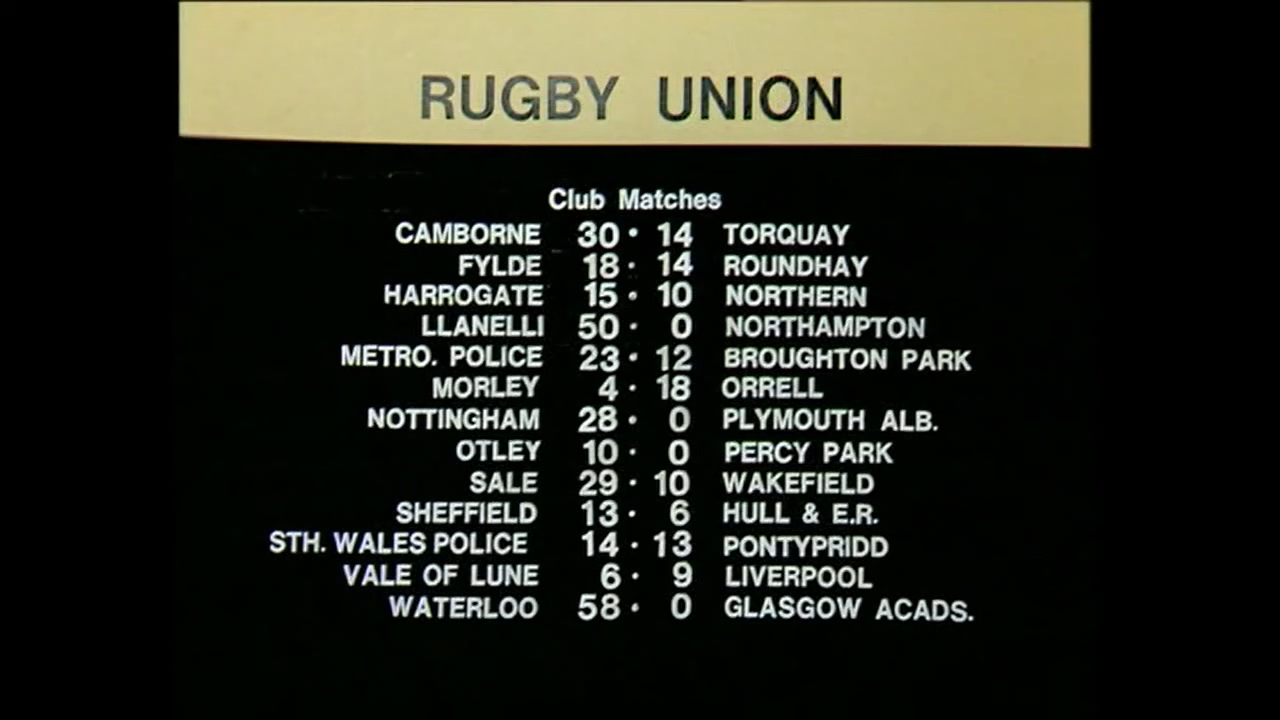 RUGBY UNION
Club Matches
CAMBORNE 30 · 14 TORQUAY
FYLDE 18 · 14 ROUNDHAY
HARROGATE 15 · 10 NORTHERN
LLANELLI 50 · 0 NORTHAMPTON
METRO. POLICE 23 · 12 BROUGHTON PARK
MORLEY 4 · 18 ORRELL
NOTTINGHAM 28 · 0 PLYMOUTH ALB.
OTLEY 10 · 0 PERCY PARK
SALE 29 · 10 WAKEFIELD
SHEFFIELD 13 · 6 HULL & E.R.
STH. WALES POLICE 14 · 13 PONTYPRIDD
VALE OF LUNE 6 · 9 LIVERPOOL
WATERLOO 58 · 0 GLASGOW ACADS.